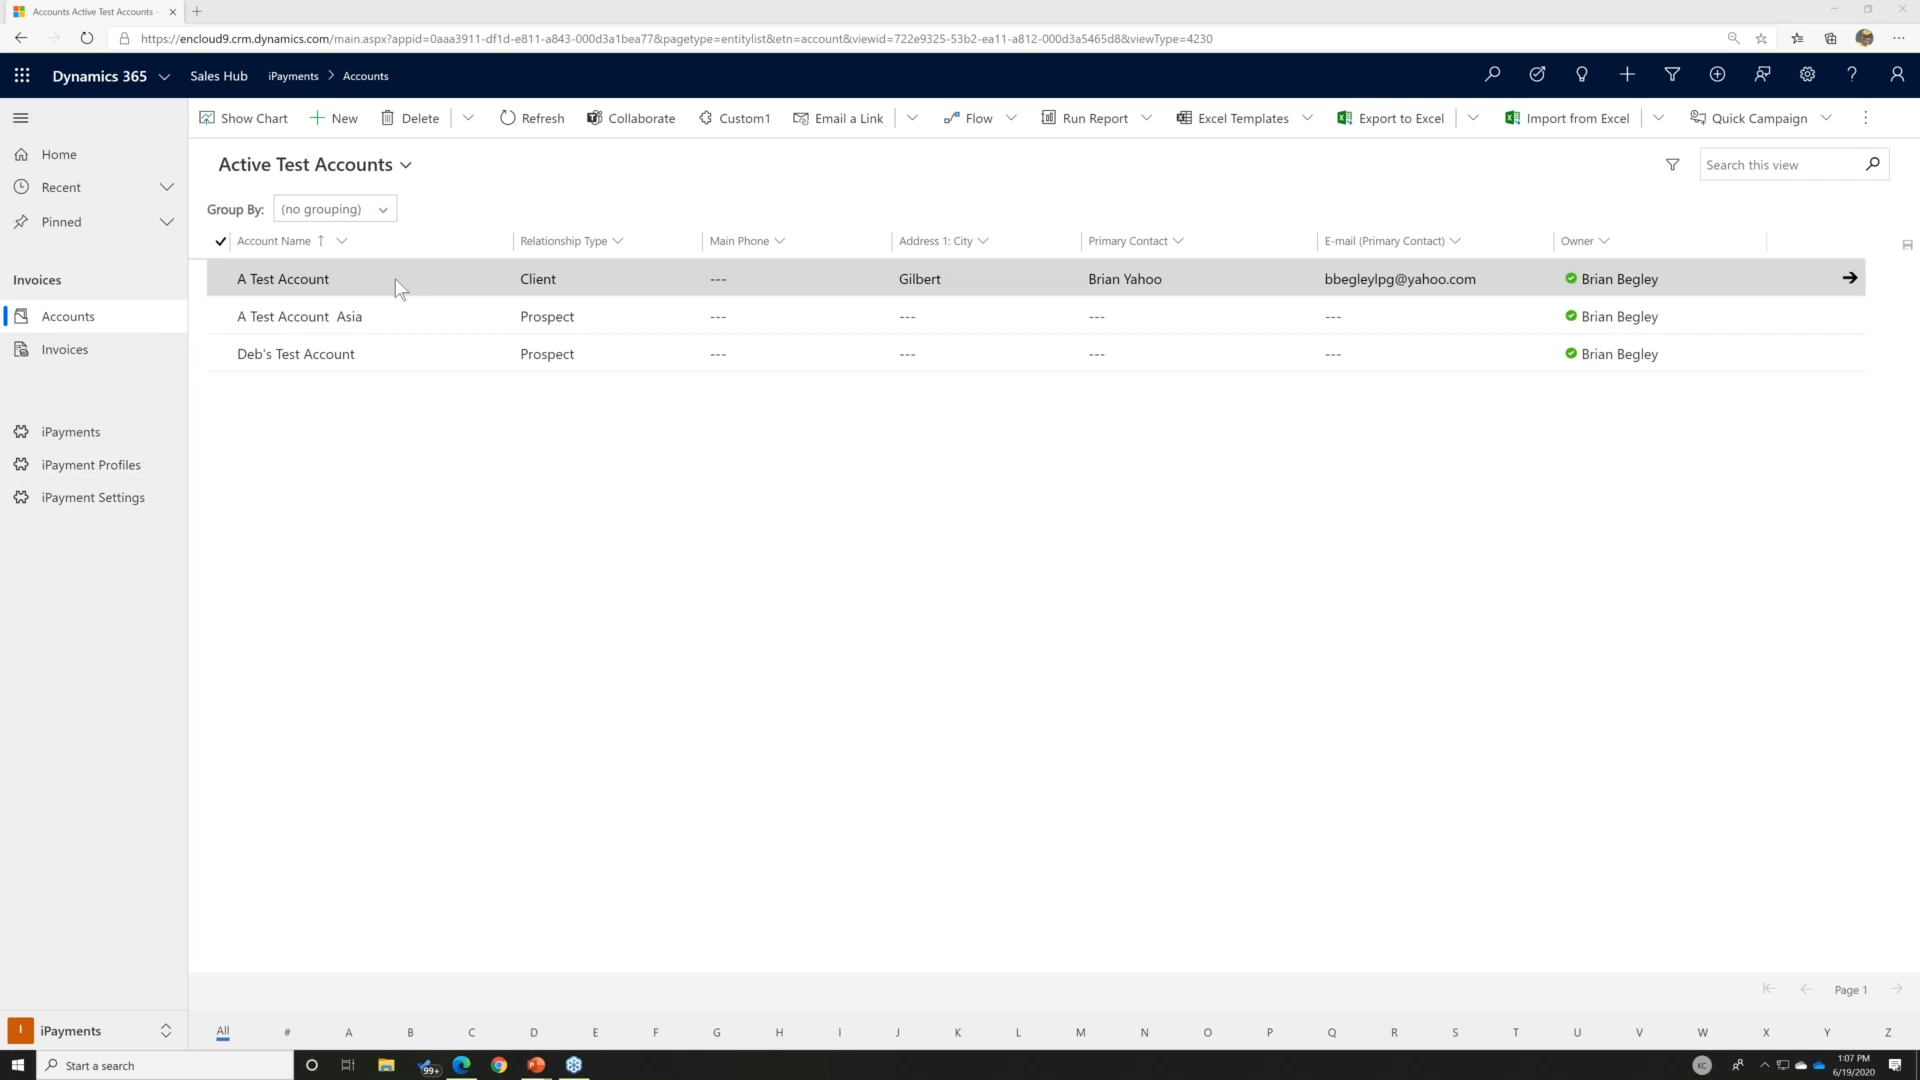 Accounts Active Test Accounts -
https://encloud9.crm.dynamics.com/main.aspx?appid=0aaa3911-df1d-e811-a843-000d3a1bea77&pagetype=entitylist&etn=account&viewid=722e9325-53b2-ea11-a812-000d3a5465d8&viewType=4230
Dynamics 365 Sales Hub iPayments > Accounts
Show Chart New Delete Refresh Collaborate Custom1 Email a Link Flow Run Report Excel Templates Export to Excel Import from Excel Quick Campaign
Home
Recent
Pinned
Invoices
Accounts
Invoices
iPayments
iPayment Profiles
iPayment Settings
Active Test Accounts
Search this view
Group By: (no grouping)
Account Name ↑ Relationship Type Main Phone Address 1: City Primary Contact E-mail (Primary Contact) Owner
A Test Account Client --- Gilbert Brian Yahoo bbegleylpg@yahoo.com Brian Begley
A Test Account Asia Prospect --- --- --- --- Brian Begley
Deb's Test Account Prospect --- --- --- --- Brian Begley
Page 1
I iPayments
All # A B C D E F G H I J K L M N O P Q R S T U V W X Y Z
Start a search
99+
KC
1:07 PM
6/19/2020